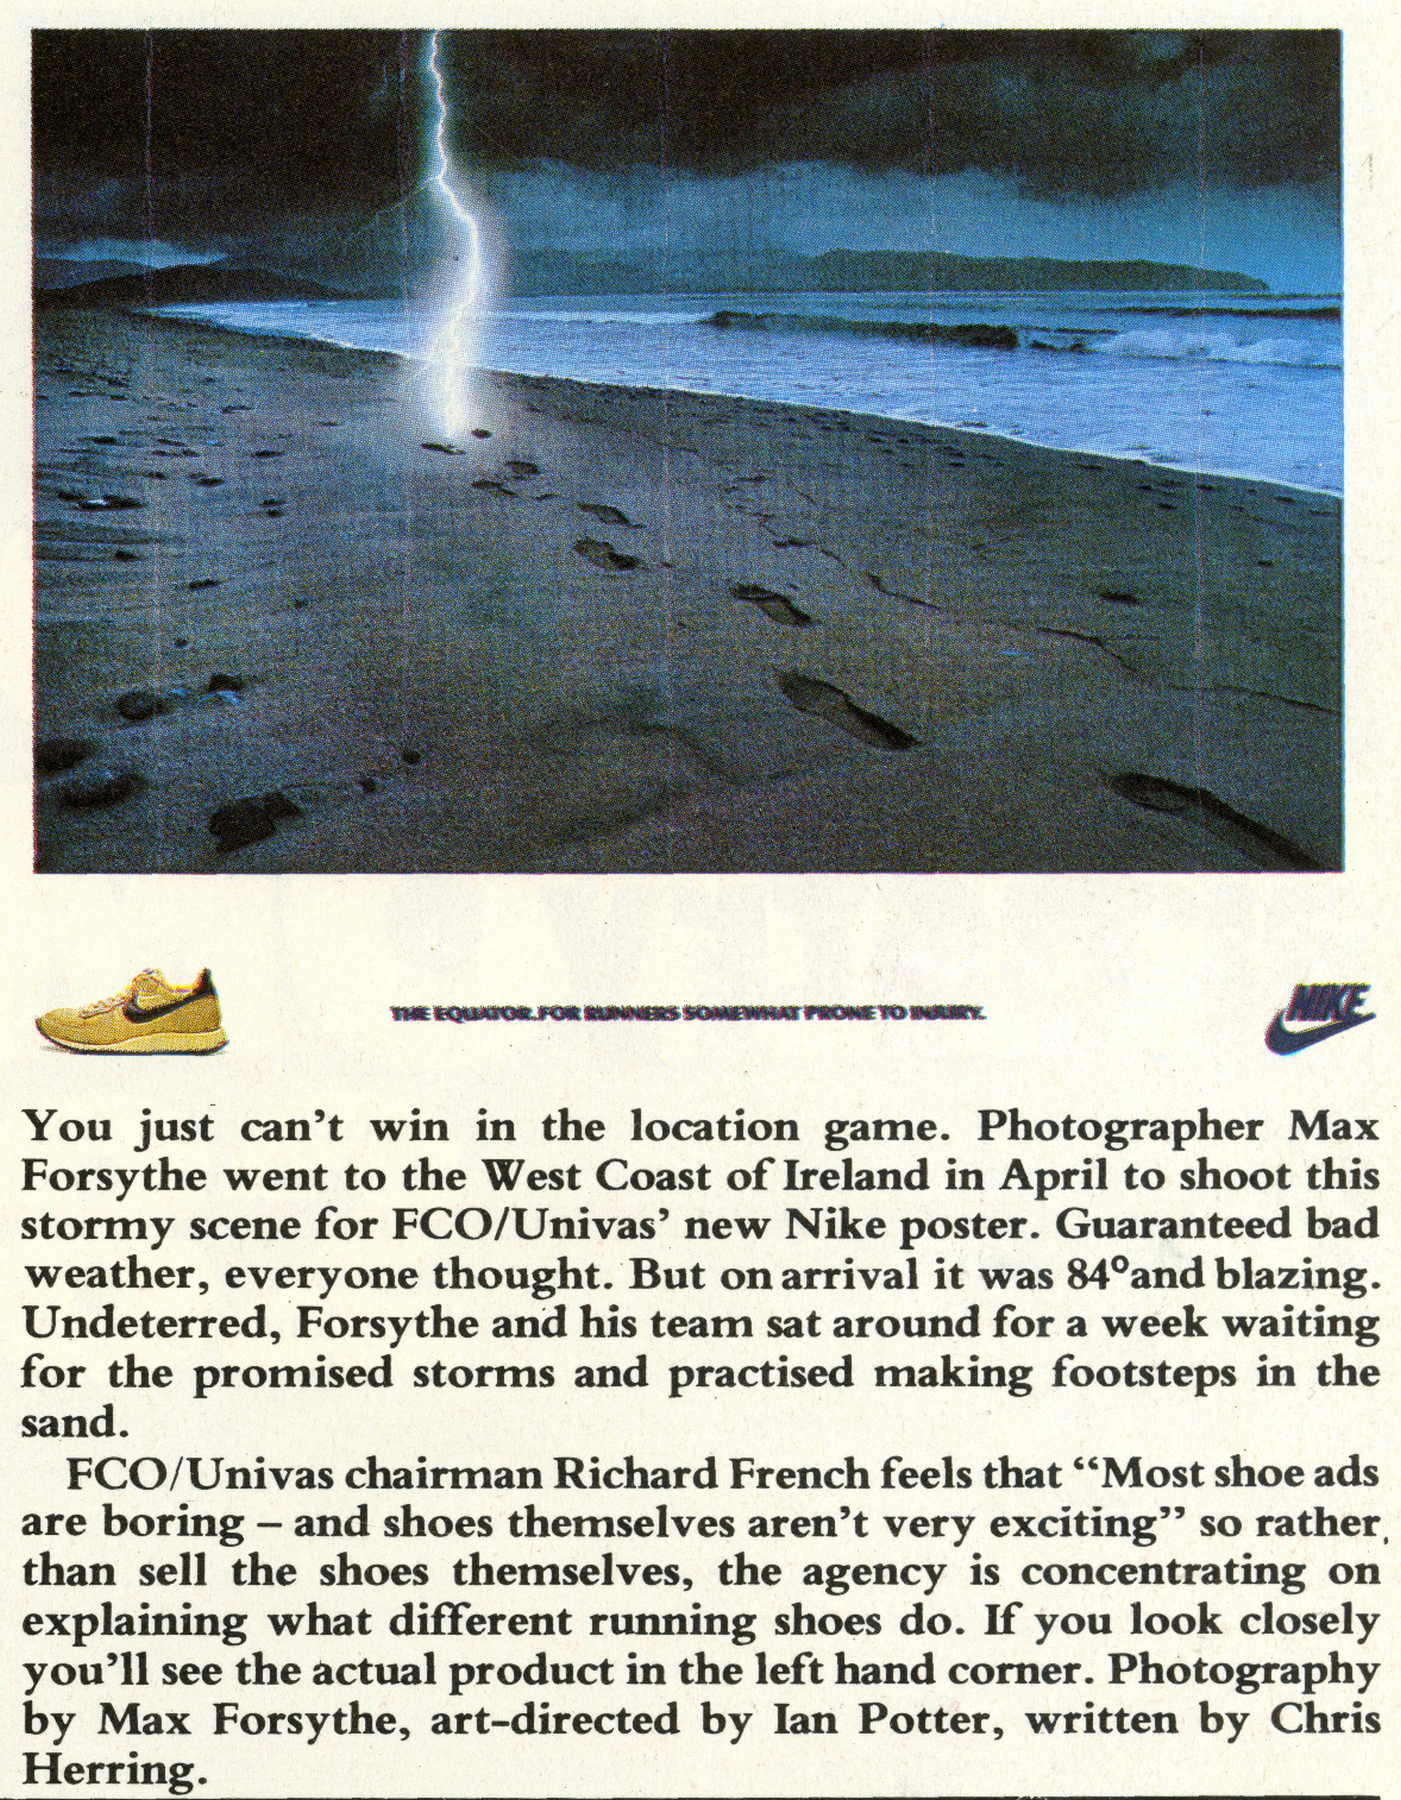 THE EQUATOR. FOR RUNNERS SOMEWHAT PRONE TO INJURY.
NIKE
You just can't win in the location game. Photographer Max
Forsythe went to the West Coast of Ireland in April to shoot this
stormy scene for FCO/Univas' new Nike poster. Guaranteed bad
weather, everyone thought. But on arrival it was 84° and blazing.
Undeterred, Forsythe and his team sat around for a week waiting
for the promised storms and practised making footsteps in the
sand.
FCO/Univas chairman Richard French feels that “Most shoe ads
are boring – and shoes themselves aren't very exciting” so rather
than sell the shoes themselves, the agency is concentrating on
explaining what different running shoes do. If you look closely
you'll see the actual product in the left hand corner. Photography
by Max Forsythe, art-directed by Ian Potter, written by Chris
Herring.